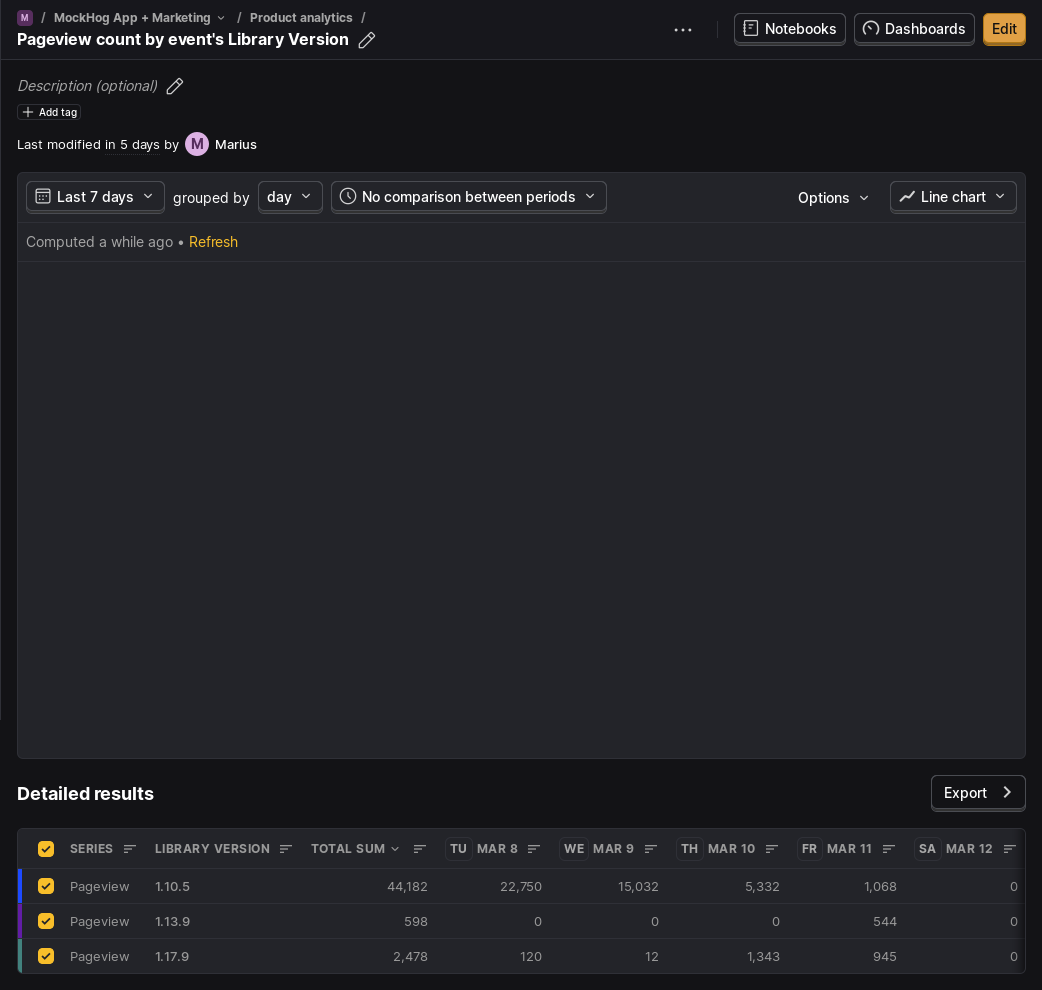 M / MockHog App + Marketing / Product analytics /
Pageview count by event's Library Version
Notebooks Dashboards Edit
Description (optional)
Add tag
Last modified in 5 days by M Marius
Last 7 days grouped by day No comparison between periods Options Line chart
Computed a while ago • Refresh
Detailed results
Export
SERIES LIBRARY VERSION TOTAL SUM TU MAR 8 WE MAR 9 TH MAR 10 FR MAR 11 SA MAR 12
Pageview 1.10.5 44,182 22,750 15,032 5,332 1,068 0
Pageview 1.13.9 598 0 0 0 544 0
Pageview 1.17.9 2,478 120 12 1,343 945 0